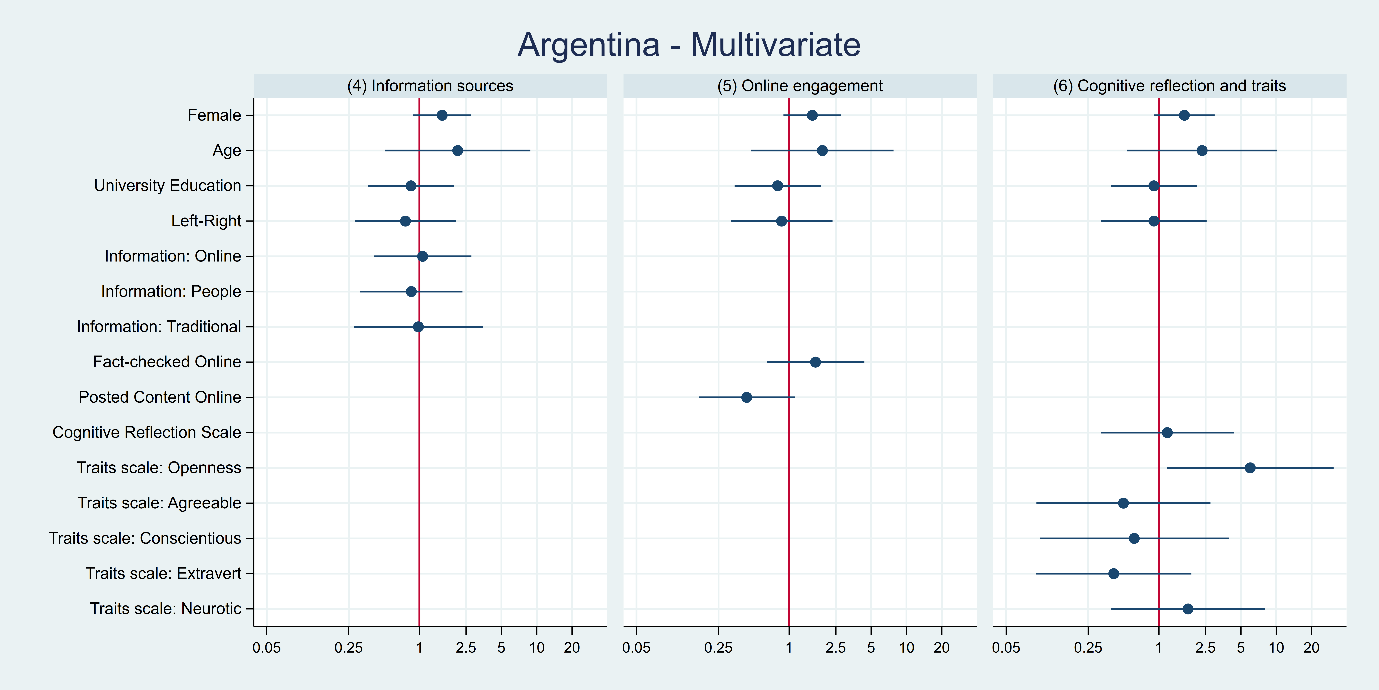 Argentina - Multivariate
(4) Information sources
(5) Online engagement
(6) Cognitive reflection and traits
Female
Age
University Education
Left-Right
Information: Online
Information: People
Information: Traditional
Fact-checked Online
Posted Content Online
Cognitive Reflection Scale
Traits scale: Openness
Traits scale: Agreeable
Traits scale: Conscientious
Traits scale: Extravert
Traits scale: Neurotic
0.05 0.25 1 2.5 5 10 20
0.05 0.25 1 2.5 5 10 20
0.05 0.25 1 2.5 5 10 20